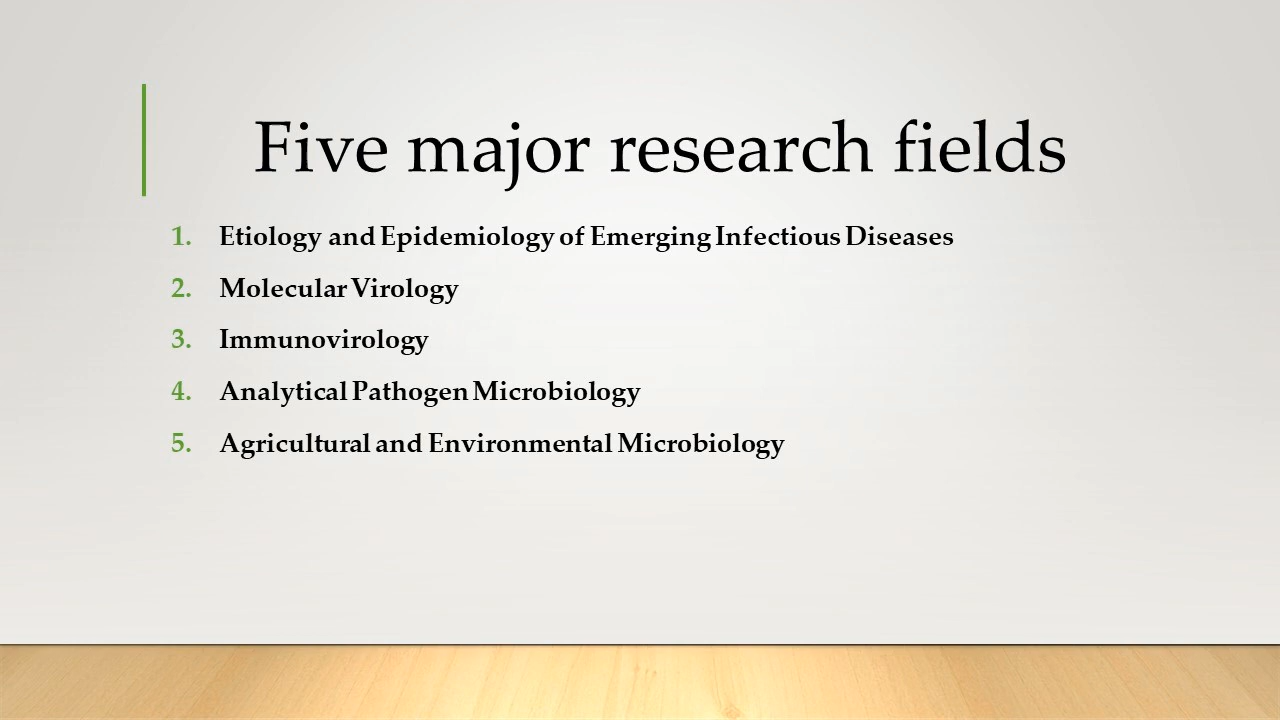 Five major research fields
1. Etiology and Epidemiology of Emerging Infectious Diseases
2. Molecular Virology
3. Immunovirology
4. Analytical Pathogen Microbiology
5. Agricultural and Environmental Microbiology